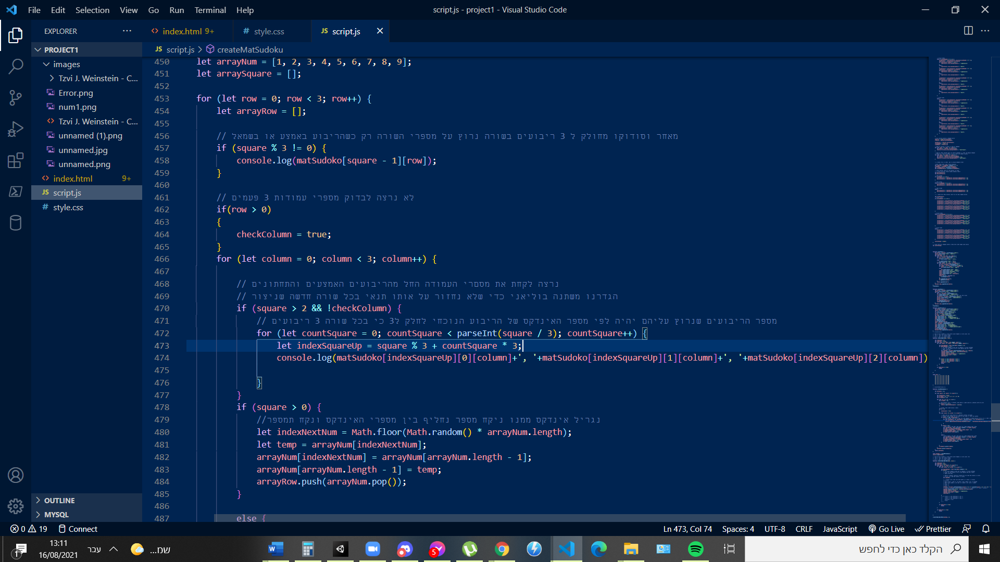 File Edit Selection View Go Run Terminal Help
script.js - project1 - Visual Studio Code
EXPLORER
index.html 9+
style.css
JS script.js
PROJECT1
images
Tzvi J. Weinstein - C...
Error.png
num1.png
Tzvi J. Weinstein - C...
unnamed (1).png
unnamed.jpg
unnamed.png
index.html 9+
JS script.js
# style.css
OUTLINE
MYSQL
JS script.js > createMatSudoku
450 let arrayNum = [1, 2, 3, 4, 5, 6, 7, 8, 9];
451 let arraySquare = [];
452
453 for (let row = 0; row < 3; row++) {
454 let arrayRow = [];
455
456 // מאחר וסודוקו מחולק ל 3 ריבועים בשורה נרוץ על מספרי השורה רק כשהריבוע באמצע או בשמאל
457 if (square % 3 != 0) {
458 console.log(matSudoko[square - 1][row]);
459 }
460
461 // לא נרצה לבדוק מספרי עמודות 3 פעמים
462 if(row > 0)
463 {
464 checkColumn = true;
465 }
466 for (let column = 0; column < 3; column++) {
467
468 // נרצה לקחת את מסםרי העמודה החל מהריבועים האמצעים והתחתונים
469 // הגדרנו משתנה בוליאני כדי שלא נחזור על אותו תנאי בכל שורה חדשה שניצור
470 if (square > 2 && !checkColumn) {
471 // מספר הריבועים שנרוץ עליהם יהיה לפי מספר האינדקס של הריבוע הנוכחי לחלק ל3 כי בכל שורה 3 ריבועים
472 for (let countSquare = 0; countSquare < parseInt(square / 3); countSquare++) {
473 let indexSquareUp = square % 3 + countSquare * 3;
474 console.log(matSudoko[indexSquareUp][0][column]+', '+matSudoko[indexSquareUp][1][column]+', '+matSudoko[indexSquareUp][2][column])
475
476 }
477 }
478 if (square > 0) {
479 //נגריל אינדקס ממנו ניקח מספר נחליף בין מספרי האינדקס ונקח תמספר
480 let indexNextNum = Math.floor(Math.random() * arrayNum.length);
481 let temp = arrayNum[indexNextNum];
482 arrayNum[indexNextNum] = arrayNum[arrayNum.length - 1];
483 arrayNum[arrayNum.length - 1] = temp;
484 arrayRow.push(arrayNum.pop());
485 }
486
487 else {
0 19 Connect
Ln 473, Col 74 Spaces: 4 UTF-8 CRLF JavaScript Go Live Prettier
1
13:11
16/08/2021
עבר
שמ...
5
הקלד כאן כדי לחפש